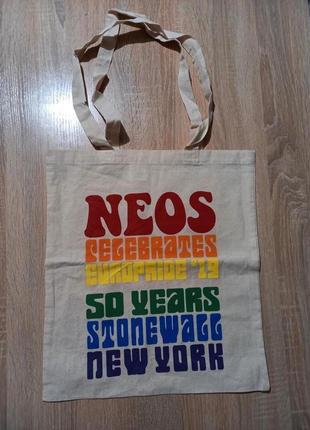 NEOS
CELEBRATES
EUROPRIDE '19
50 YEARS
STONEWALL
NEW YORK